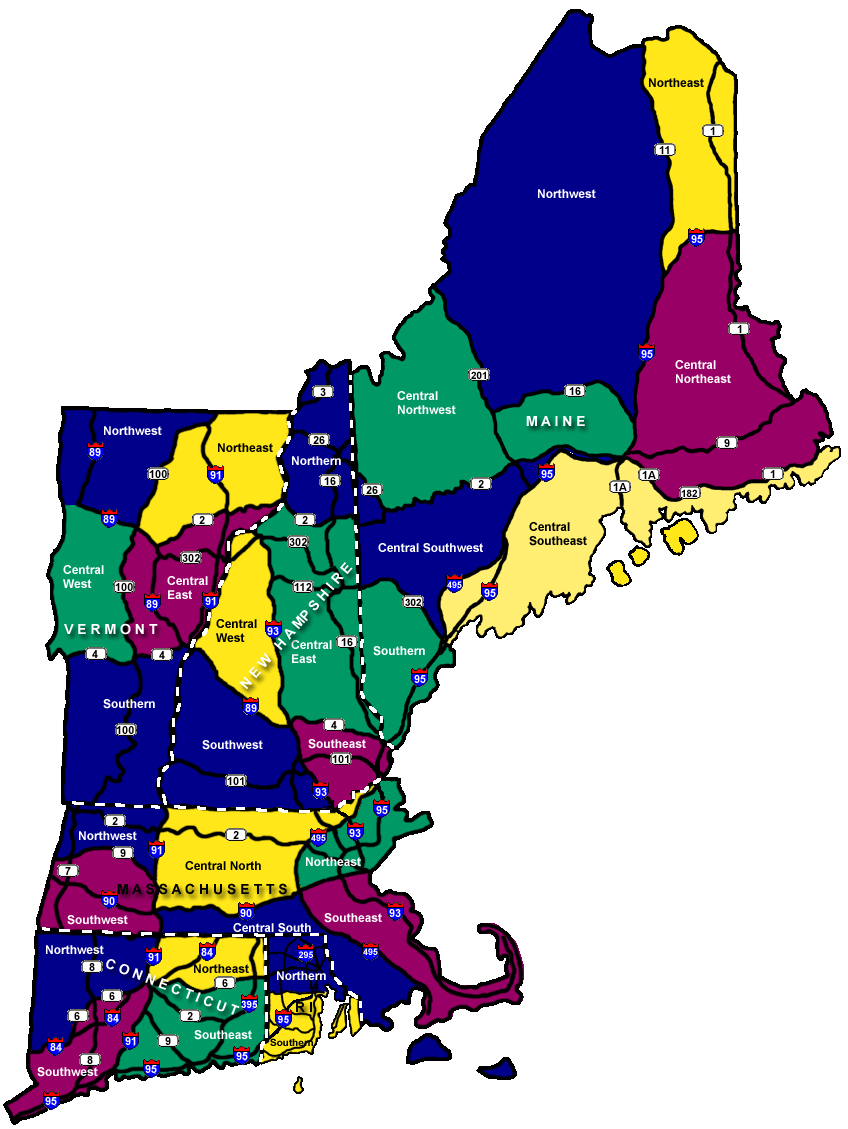 Northeast
1
11
Northwest
95
1
95
Central
Northeast
201
16
3
Central
Northwest
MAINE
Northwest
26
9
89
Northeast
Northern
100
91
16
26
2
95
1A
1A
1
182
89
2
2
Central
Southeast
302
302
Central Southwest
Central
West
100
Central
East
112
495
95
89
91
302
VERMONT
Central
West
93
NEW HAMPSHIRE
16
Central
East
Southern
4
4
95
Southern
89
100
4
Southwest
Southeast
101
101
93
2
95
Northwest
2
495
93
9
91
7
Central North
Northeast
MASSACHUSETTS
90
90
93
Southwest
Southeast
Central South
Northwest
91
84
295
495
8
CONNECTICUT
Northeast
Northern
6
6
395
RI
6
84
2
95
91
9
Southeast
Southern
84
8
95
Southwest
95
95